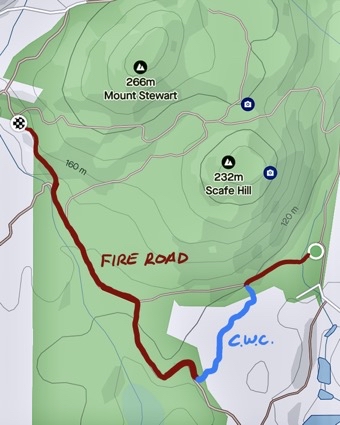 266m
Mount Stewart
160 m
232m
Scafe Hill
120 m
FIRE ROAD
C.W.C.